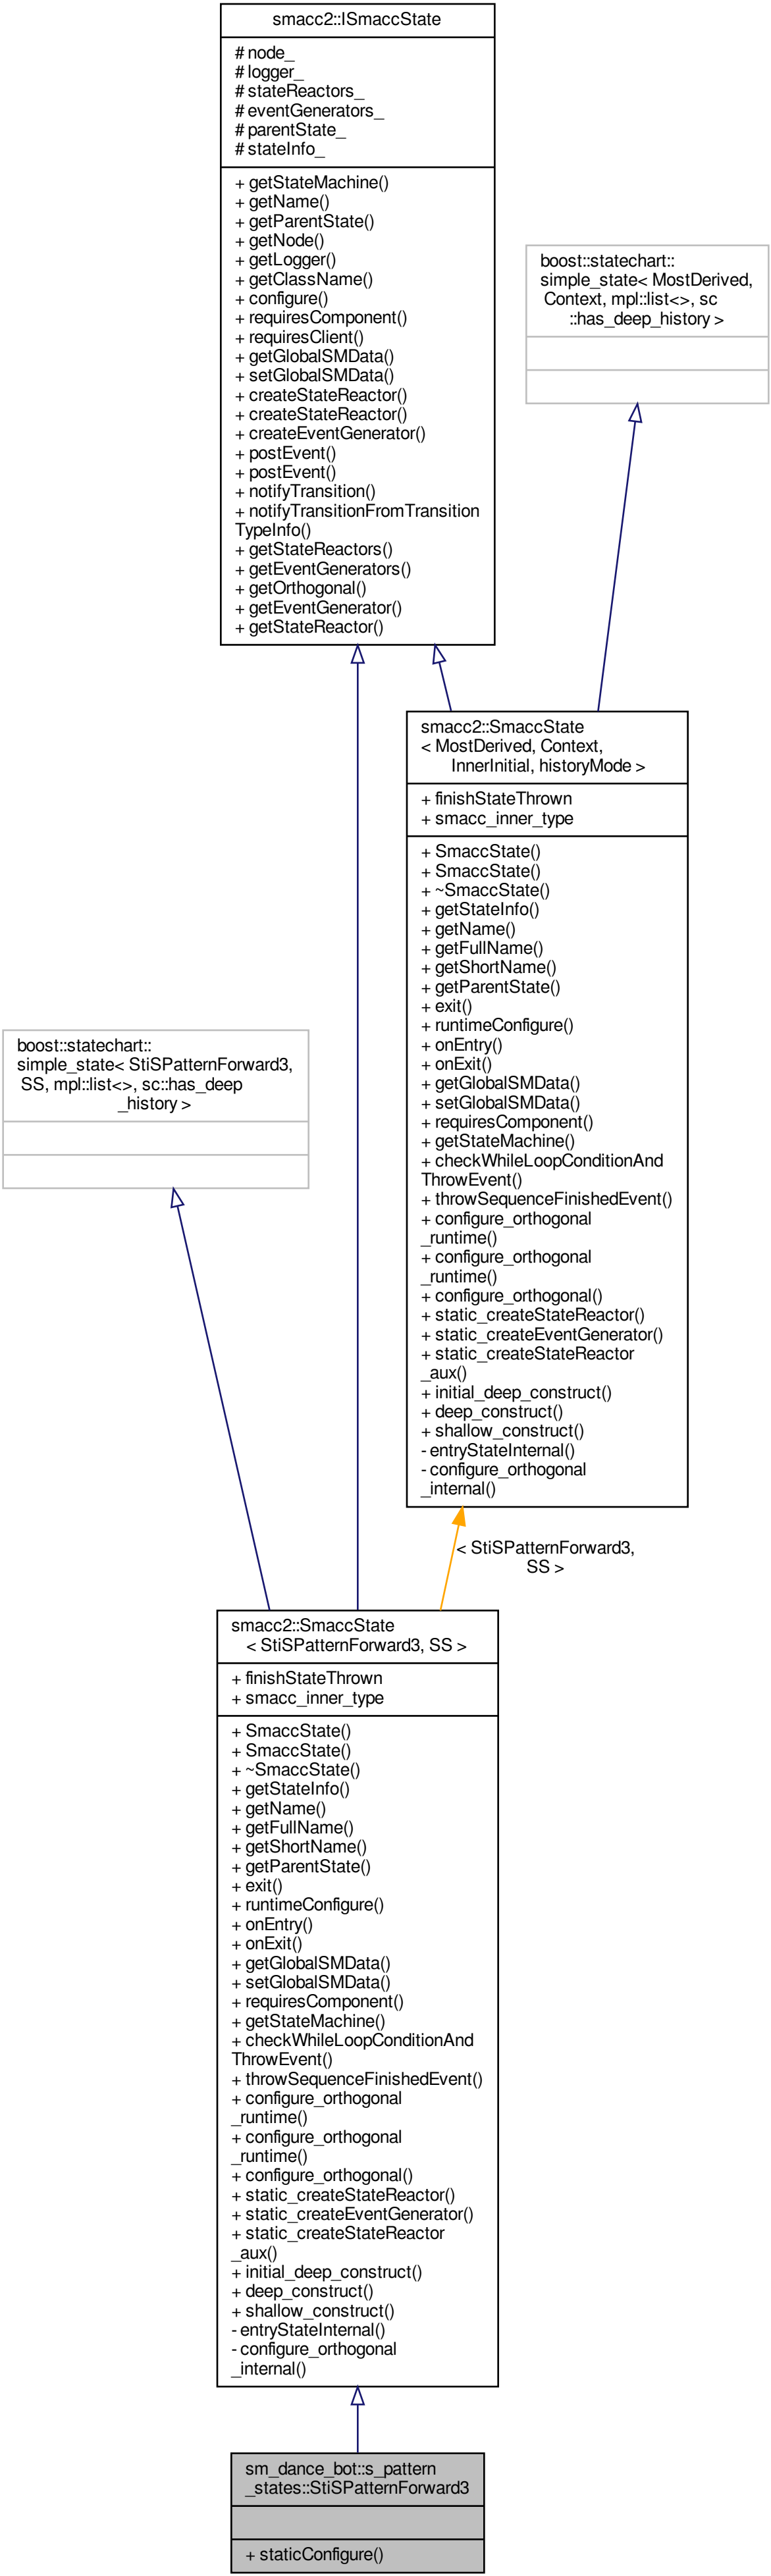 smacc2::ISmaccState
# node_
# logger_
# stateReactors_
# eventGenerators_
# parentState_
# stateInfo_
+ getStateMachine()
+ getName()
+ getParentState()
+ getNode()
+ getLogger()
+ getClassName()
+ configure()
+ requiresComponent()
+ requiresClient()
+ getGlobalSMData()
+ setGlobalSMData()
+ createStateReactor()
+ createStateReactor()
+ createEventGenerator()
+ postEvent()
+ postEvent()
+ notifyTransition()
+ notifyTransitionFromTransition
TypeInfo()
+ getStateReactors()
+ getEventGenerators()
+ getOrthogonal()
+ getEventGenerator()
+ getStateReactor()
boost::statechart::
simple_state< MostDerived,
Context, mpl::list<>, sc
::has_deep_history >
smacc2::SmaccState
< MostDerived, Context,
InnerInitial, historyMode >
+ finishStateThrown
+ smacc_inner_type
+ SmaccState()
+ SmaccState()
+ ~SmaccState()
+ getStateInfo()
+ getName()
+ getFullName()
+ getShortName()
+ getParentState()
+ exit()
+ runtimeConfigure()
+ onEntry()
+ onExit()
+ getGlobalSMData()
+ setGlobalSMData()
+ requiresComponent()
+ getStateMachine()
+ checkWhileLoopConditionAnd
ThrowEvent()
+ throwSequenceFinishedEvent()
+ configure_orthogonal
_runtime()
+ configure_orthogonal
_runtime()
+ configure_orthogonal()
+ static_createStateReactor()
+ static_createEventGenerator()
+ static_createStateReactor
_aux()
+ initial_deep_construct()
+ deep_construct()
+ shallow_construct()
- entryStateInternal()
- configure_orthogonal
_internal()
boost::statechart::
simple_state< StiSPatternForward3,
SS, mpl::list<>, sc::has_deep
_history >
< StiSPatternForward3,
SS >
smacc2::SmaccState
< StiSPatternForward3, SS >
+ finishStateThrown
+ smacc_inner_type
+ SmaccState()
+ SmaccState()
+ ~SmaccState()
+ getStateInfo()
+ getName()
+ getFullName()
+ getShortName()
+ getParentState()
+ exit()
+ runtimeConfigure()
+ onEntry()
+ onExit()
+ getGlobalSMData()
+ setGlobalSMData()
+ requiresComponent()
+ getStateMachine()
+ checkWhileLoopConditionAnd
ThrowEvent()
+ throwSequenceFinishedEvent()
+ configure_orthogonal
_runtime()
+ configure_orthogonal
_runtime()
+ configure_orthogonal()
+ static_createStateReactor()
+ static_createEventGenerator()
+ static_createStateReactor
_aux()
+ initial_deep_construct()
+ deep_construct()
+ shallow_construct()
- entryStateInternal()
- configure_orthogonal
_internal()
sm_dance_bot::s_pattern
_states::StiSPatternForward3
+ staticConfigure()